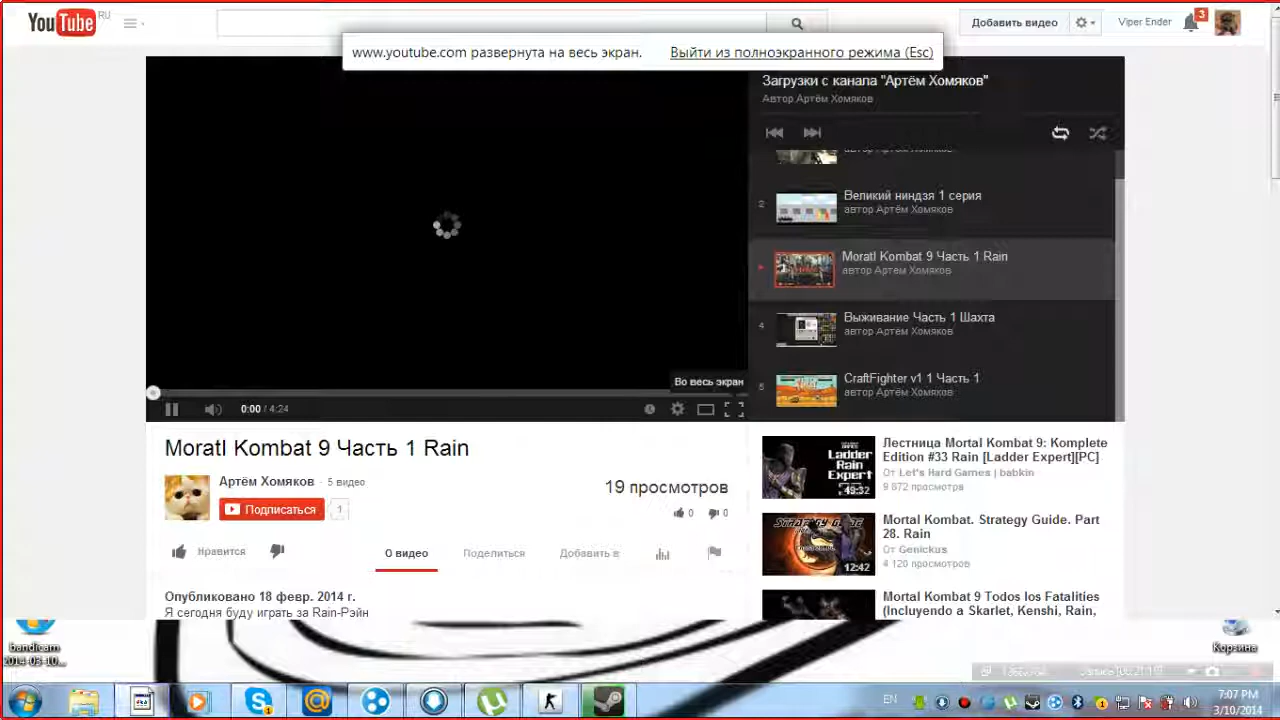 YouTube RU
Добавить видео
Viper Ender
3
www.youtube.com развернута на весь экран. Выйти из полноэкранного режима (Esc)
Загрузки с канала "Артём Хомяков"
Автор Артём Хомяков
2
Великий ниндзя 1 серия
автор Артём Хомяков
Moratl Kombat 9 Часть 1 Rain
автор Артём Хомяков
4
Выживание Часть 1 Шахта
автор Артём Хомяков
5
CraftFighter v1 1 Часть 1
автор Артём Хомяков
Во весь экран
0:00 / 4:24
Moratl Kombat 9 Часть 1 Rain
Артём Хомяков · 5 видео
Подписаться 1
19 просмотров
0 0
Нравится
О видео
Поделиться
Добавить в
Опубликовано 18 февр. 2014 г.
Я сегодня буду играть за Rain-Рэйн
Ladder
Rain
Expert
49:32
Лестница Mortal Kombat 9: Komplete
Edition #33 Rain [Ladder Expert][PC]
От Let's Hard Games | babkin
9 872 просмотра
STRATEGY GUIDE
12:42
Mortal Kombat. Strategy Guide. Part
28. Rain
От Genickus
4 120 просмотров
Mortal Kombat 9 Todos los Fatalities
(Incluyendo a Skarlet, Kenshi, Rain,
bandicam
2014-03-10...
Корзина
EN
7:07 PM
3/10/2014